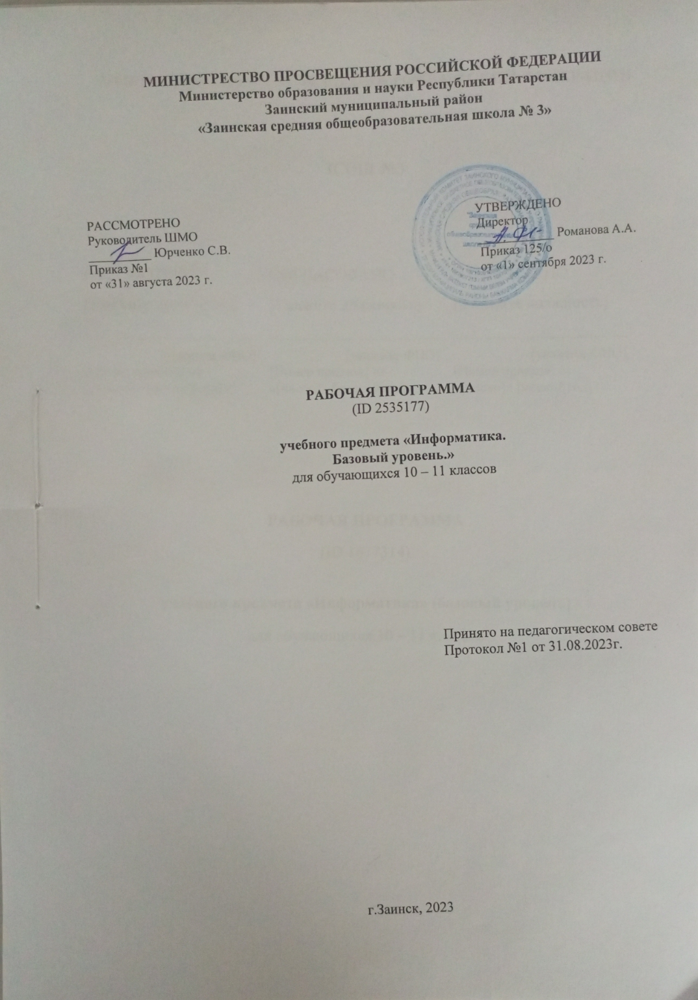 МИНИСТРЕСТВО ПРОСВЕЩЕНИЯ РОССИЙСКОЙ ФЕДЕРАЦИИ
Министерство образования и науки Республики Татарстан
Заинский муниципальный район
«Заинская средняя общеобразовательная школа № 3»
РАССМОТРЕНО
Руководитель ШМО
Юрченко С.В.
Приказ №1
от «31» августа 2023 г.
УТВЕРЖДЕНО
Директор
Романова А.А.
Приказ 125/о
от «1» сентября 2023 г.
РАБОЧАЯ ПРОГРАММА
(ID 2535177)
учебного предмета «Информатика.
Базовый уровень.»
для обучающихся 10 – 11 классов
Принято на педагогическом совете
Протокол №1 от 31.08.2023г.
г.Заинск, 2023